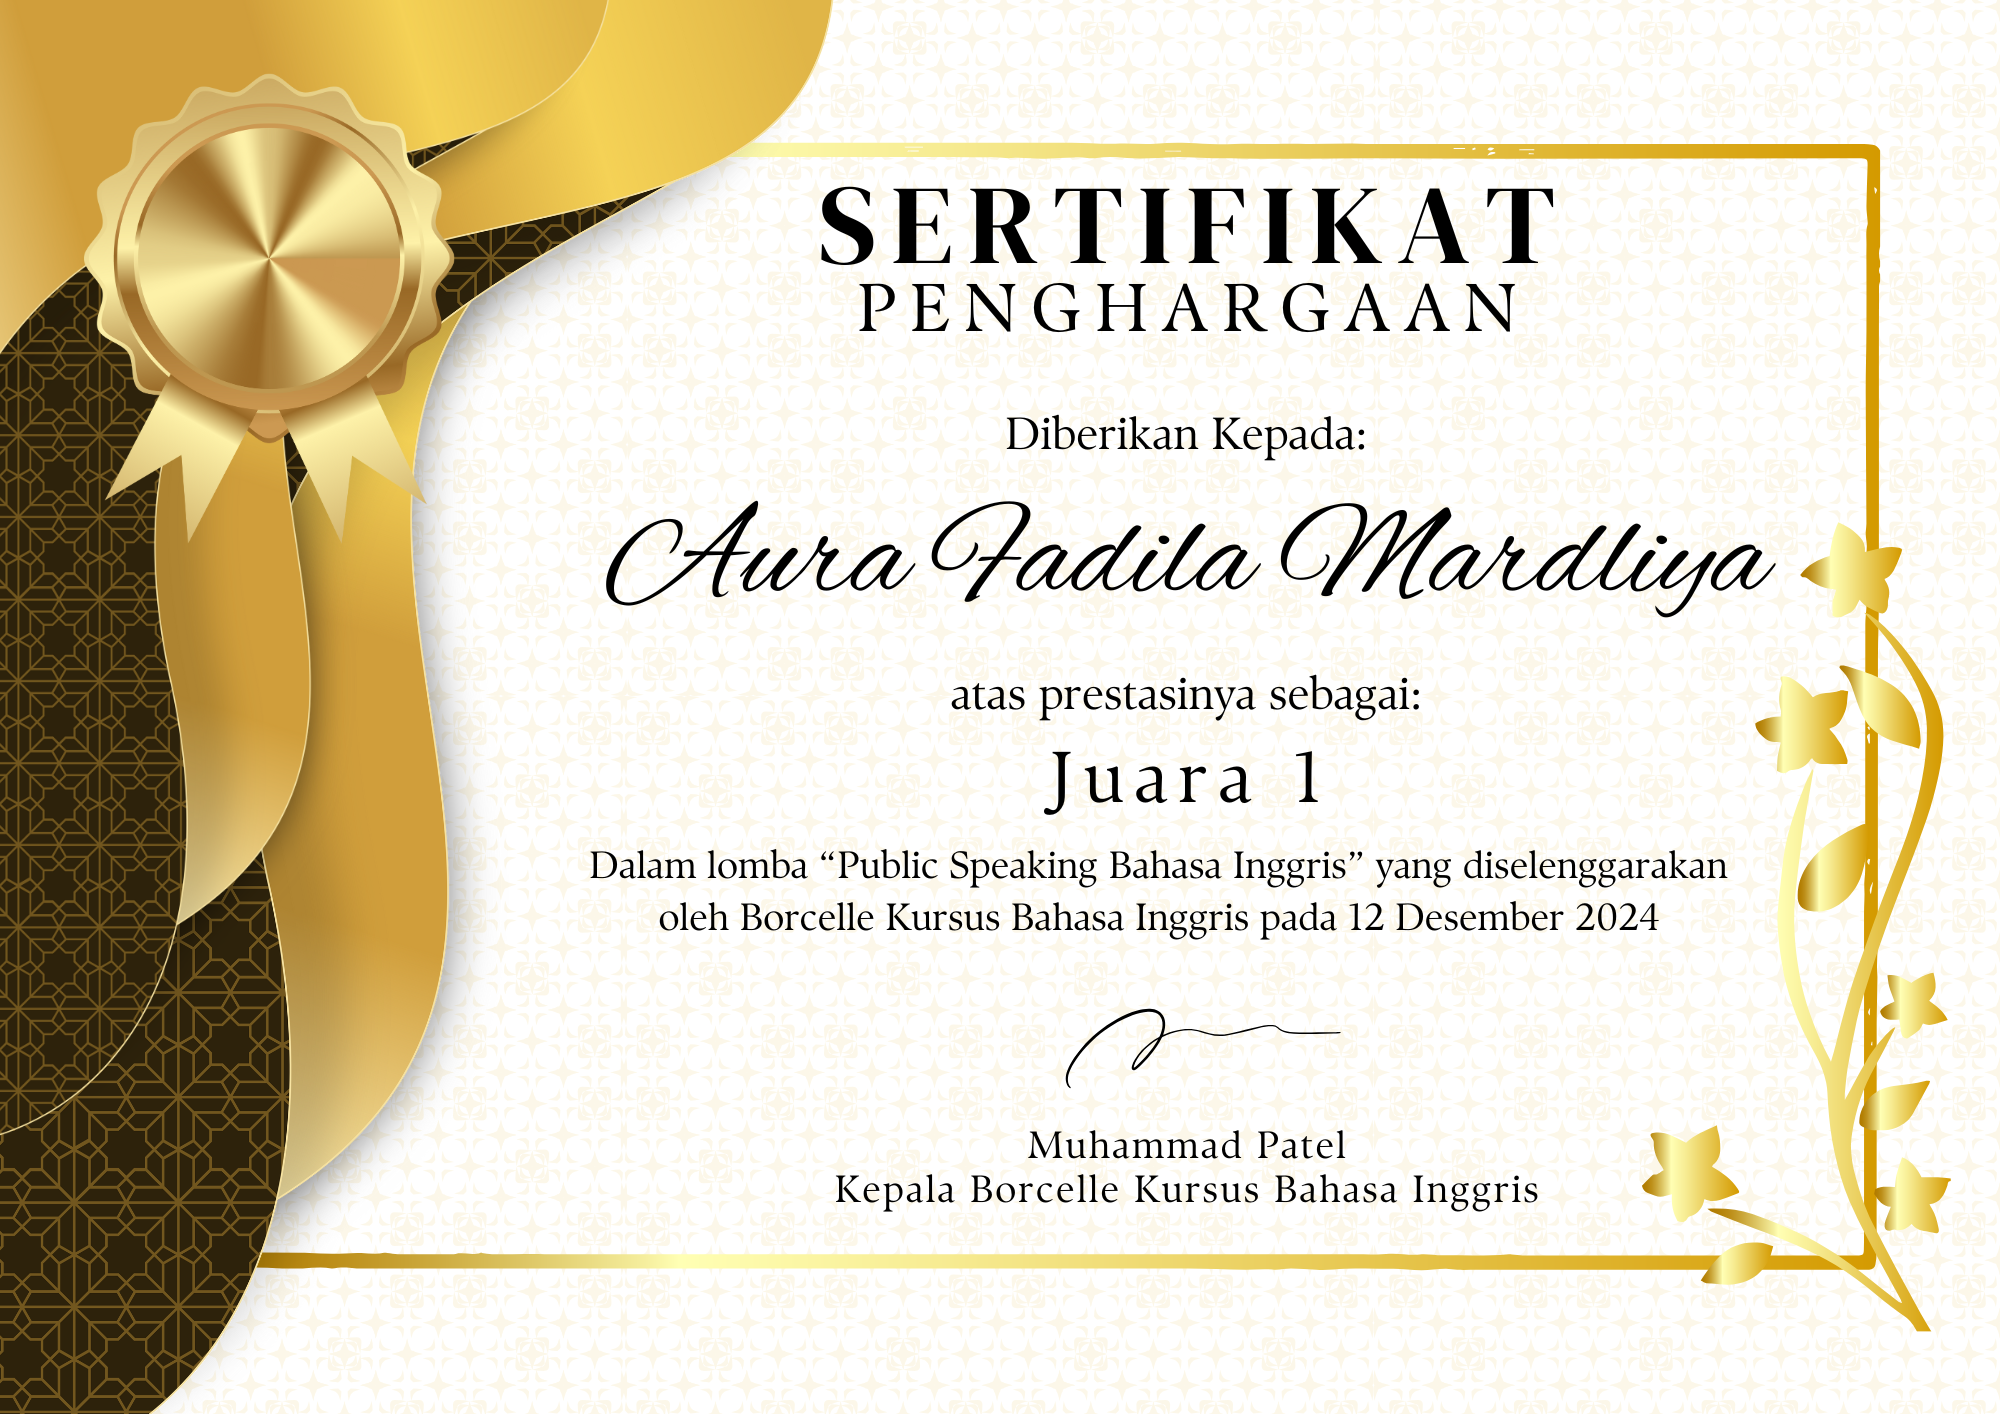 SERTIFIKAT
PENGHARGAAN
Diberikan Kepada:
Aura Fadila Mardliya
atas prestasinya sebagai:
Juara 1
Dalam lomba “Public Speaking Bahasa Inggris” yang diselenggarakan
oleh Borcelle Kursus Bahasa Inggris pada 12 Desember 2024
Muhammad Patel
Kepala Borcelle Kursus Bahasa Inggris